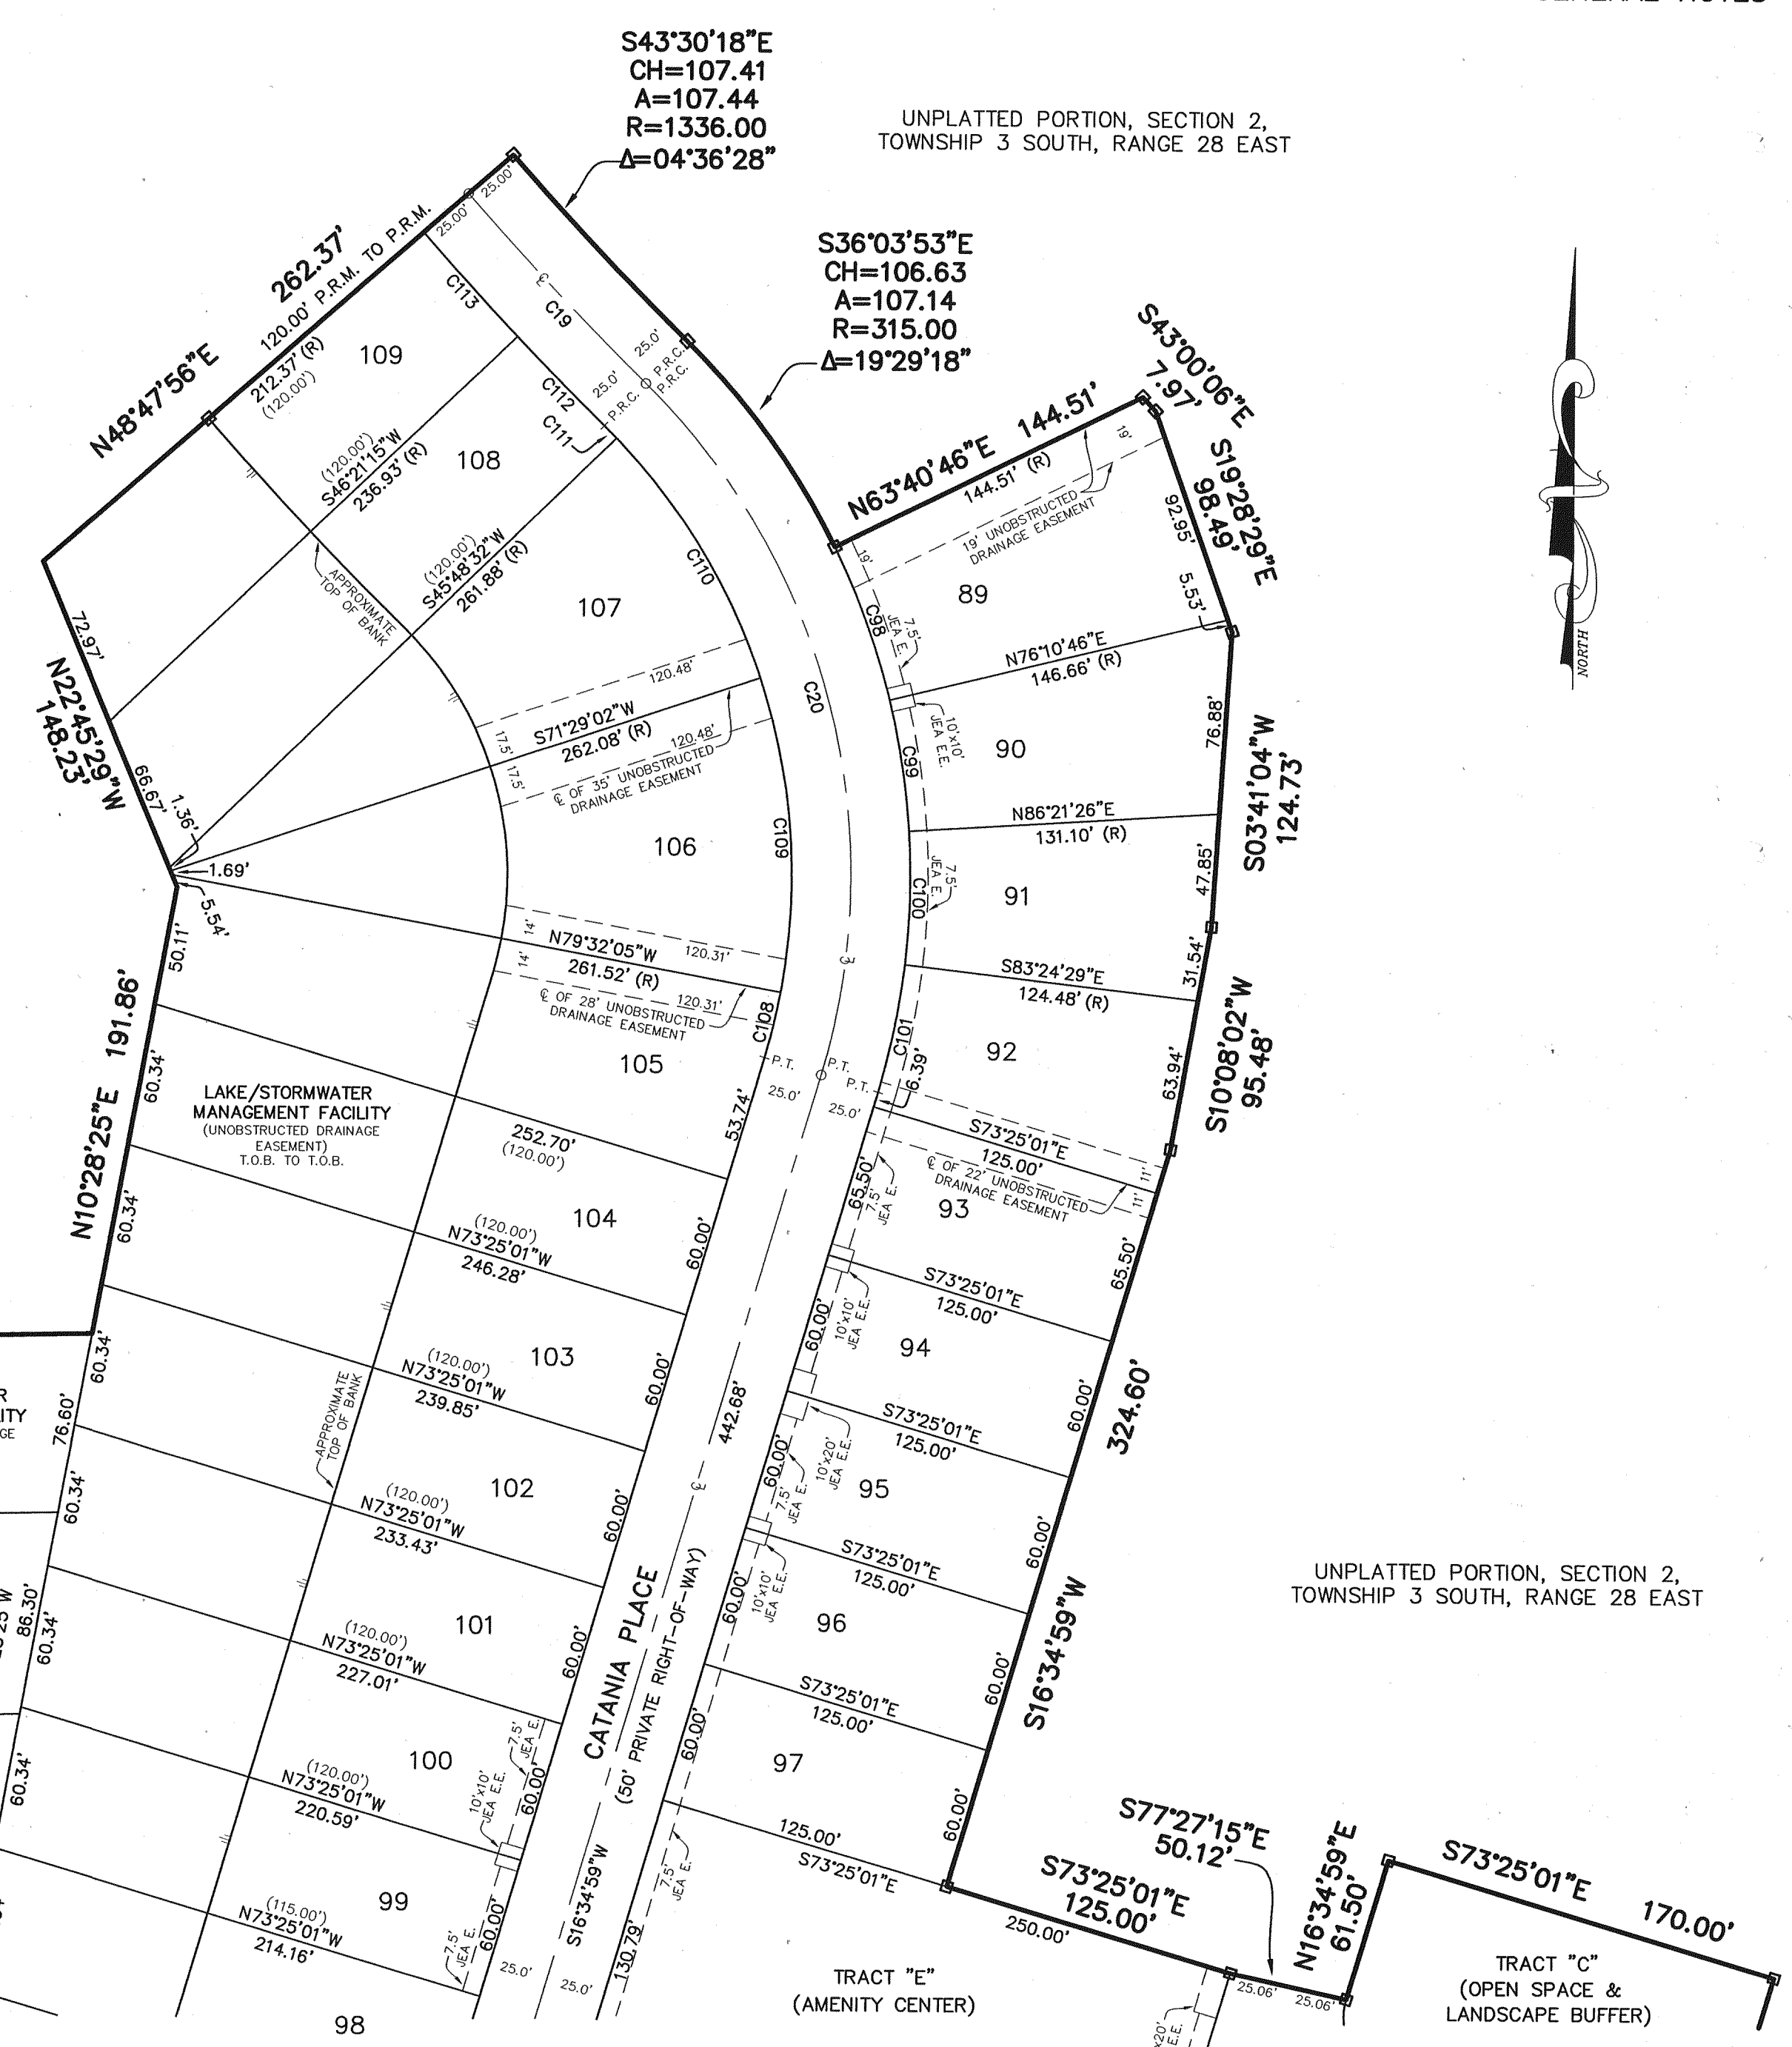 S43°30'18"E
CH=107.41
A=107.44
R=1336.00
Δ=04°36'28"
UNPLATTED PORTION, SECTION 2,
TOWNSHIP 3 SOUTH, RANGE 28 EAST
25.00'
25.00'
262.37'
120.00' P.R.M. TO P.R.M.
N48°47'56"E
212.37' (R)
(120.00')
109
C113
C19
S36°03'53"E
CH=106.63
A=107.14
R=315.00
Δ=19°29'18"
25.0'
P.R.C.
P.R.C.
25.0'
P.R.C.
C112
C111
S43°00'06"E
7.97'
N63°40'46"E 144.51'
144.51' (R)
19'
19' UNOBSTRUCTED
DRAINAGE EASEMENT
19'
S19°28'29"E
98.49'
92.95'
5.53'
NORTH
108
(120.00')
S46°21'15"W
236.93' (R)
(120.00')
S45°48'32"W
261.88' (R)
APPROXIMATE
TOP OF BANK
107
C110
89
C98
7.5'
JEA E.
N76°10'46"E
146.66' (R)
10'x10'
JEA E.E.
72.97'
N22°45'29"W
148.23'
66.67'
1.36'
1.69'
5.54'
120.48'
S71°29'02"W
262.08' (R)
120.48'
17.5'
17.5'
℄ OF 35' UNOBSTRUCTED
DRAINAGE EASEMENT
C20
90
C99
76.88'
S03°41'04"W
124.73'
N86°21'26"E
131.10' (R)
106
C109
7.5'
JEA E.
C100
91
47.85'
50.11'
14'
14'
N79°32'05"W
261.52' (R)
120.31'
120.31'
℄ OF 28' UNOBSTRUCTED
DRAINAGE EASEMENT
C108
S83°24'29"E
124.48' (R)
31.54'
S10°08'02"W
95.48'
N10°28'25"E 191.86'
60.34'
LAKE/STORMWATER
MANAGEMENT FACILITY
(UNOBSTRUCTED DRAINAGE
EASEMENT)
T.O.B. TO T.O.B.
105
P.T.
P.T.
P.T.
25.0'
25.0'
C101
6.39'
92
63.94'
53.74'
252.70'
(120.00')
S73°25'01"E
125.00'
℄ OF 22' UNOBSTRUCTED
DRAINAGE EASEMENT
11'
11'
60.34'
104
(120.00')
N73°25'01"W
246.28'
60.00'
65.50'
7.5'
JEA E.
93
65.50'
S73°25'01"E
125.00'
10'x10'
JEA E.E.
60.34'
103
(120.00')
N73°25'01"W
239.85'
60.00'
60.00'
94
60.00'
324.60'
S73°25'01"E
125.00'
442.68'
ITY
GE
76.60'
60.34'
APPROXIMATE
TOP OF BANK
102
(120.00')
N73°25'01"W
233.43'
60.00'
60.00'
7.5'
JEA E.
10'x20'
JEA E.E.
95
60.00'
S73°25'01"E
125.00'
86.30'
60.34'
101
(120.00')
N73°25'01"W
227.01'
60.00'
CATANIA PLACE
(50' PRIVATE RIGHT-OF-WAY)
60.00'
10'x10'
JEA E.E.
96
60.00'
S16°34'59"W
S73°25'01"E
125.00'
UNPLATTED PORTION, SECTION 2,
TOWNSHIP 3 SOUTH, RANGE 28 EAST
60.34'
100
(120.00')
N73°25'01"W
220.59'
7.5'
JEA E.
10'x10'
JEA E.E.
60.00'
60.00'
97
60.00'
125.00'
S73°25'01"E
99
(115.00')
N73°25'01"W
214.16'
7.5'
JEA E.
60.00'
25.0'
25.0'
S16°34'59"W
130.79'
7.5'
JEA E.
98
TRACT "E"
(AMENITY CENTER)
S73°25'01"E
125.00'
250.00'
S77°27'15"E
50.12'
25.06'
25.06'
x20'
E.E.
N16°34'59"E
61.50'
S73°25'01"E 170.00'
TRACT "C"
(OPEN SPACE &
LANDSCAPE BUFFER)